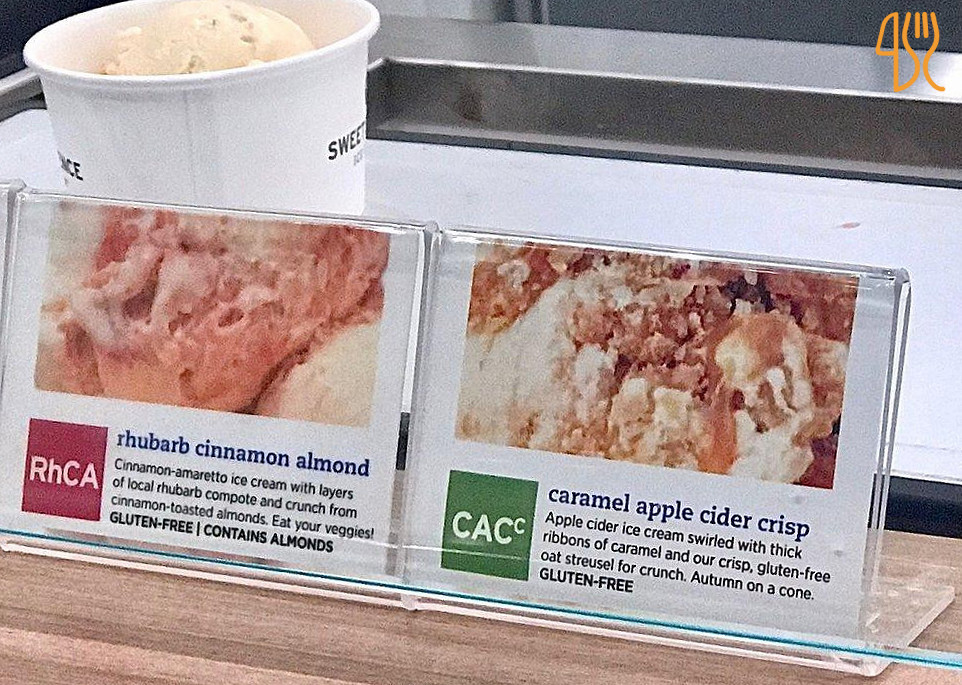 NCE
SWEET
RhCA
rhubarb cinnamon almond
Cinnamon-amaretto ice cream with layers
of local rhubarb compote and crunch from
cinnamon-toasted almonds. Eat your veggies!
GLUTEN-FREE | CONTAINS ALMONDS
CACᶜ
caramel apple cider crisp
Apple cider ice cream swirled with thick
ribbons of caramel and our crisp, gluten-free
oat streusel for crunch. Autumn on a cone.
GLUTEN-FREE